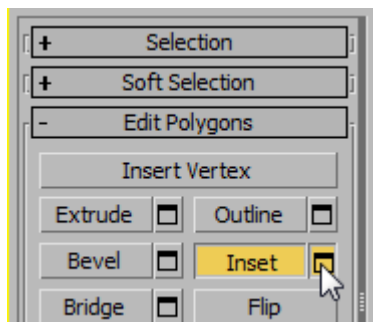 + Selection
+ Soft Selection
- Edit Polygons
Insert Vertex
Extrude Outline
Bevel Inset
Bridge Flip